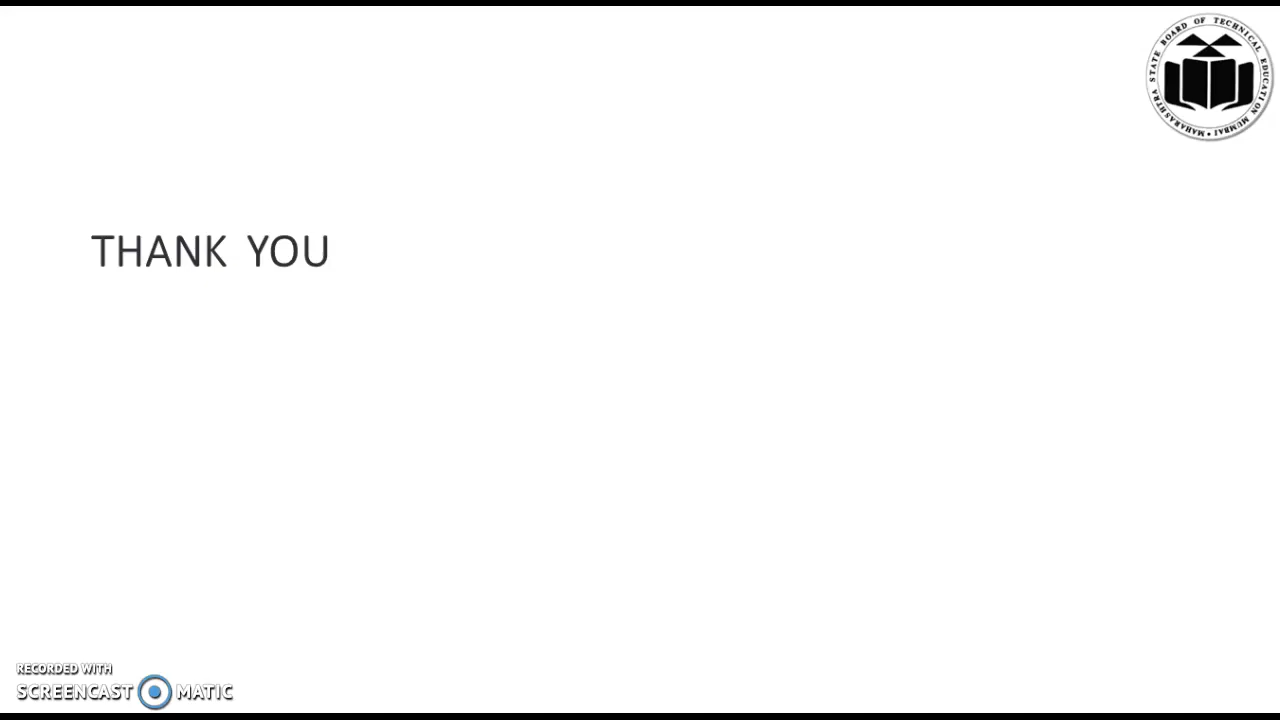 MAHARASHTRA STATE BOARD OF TECHNICAL EDUCATION MUMBAI •
THANK YOU
RECORDED WITH
SCREENCAST MATIC